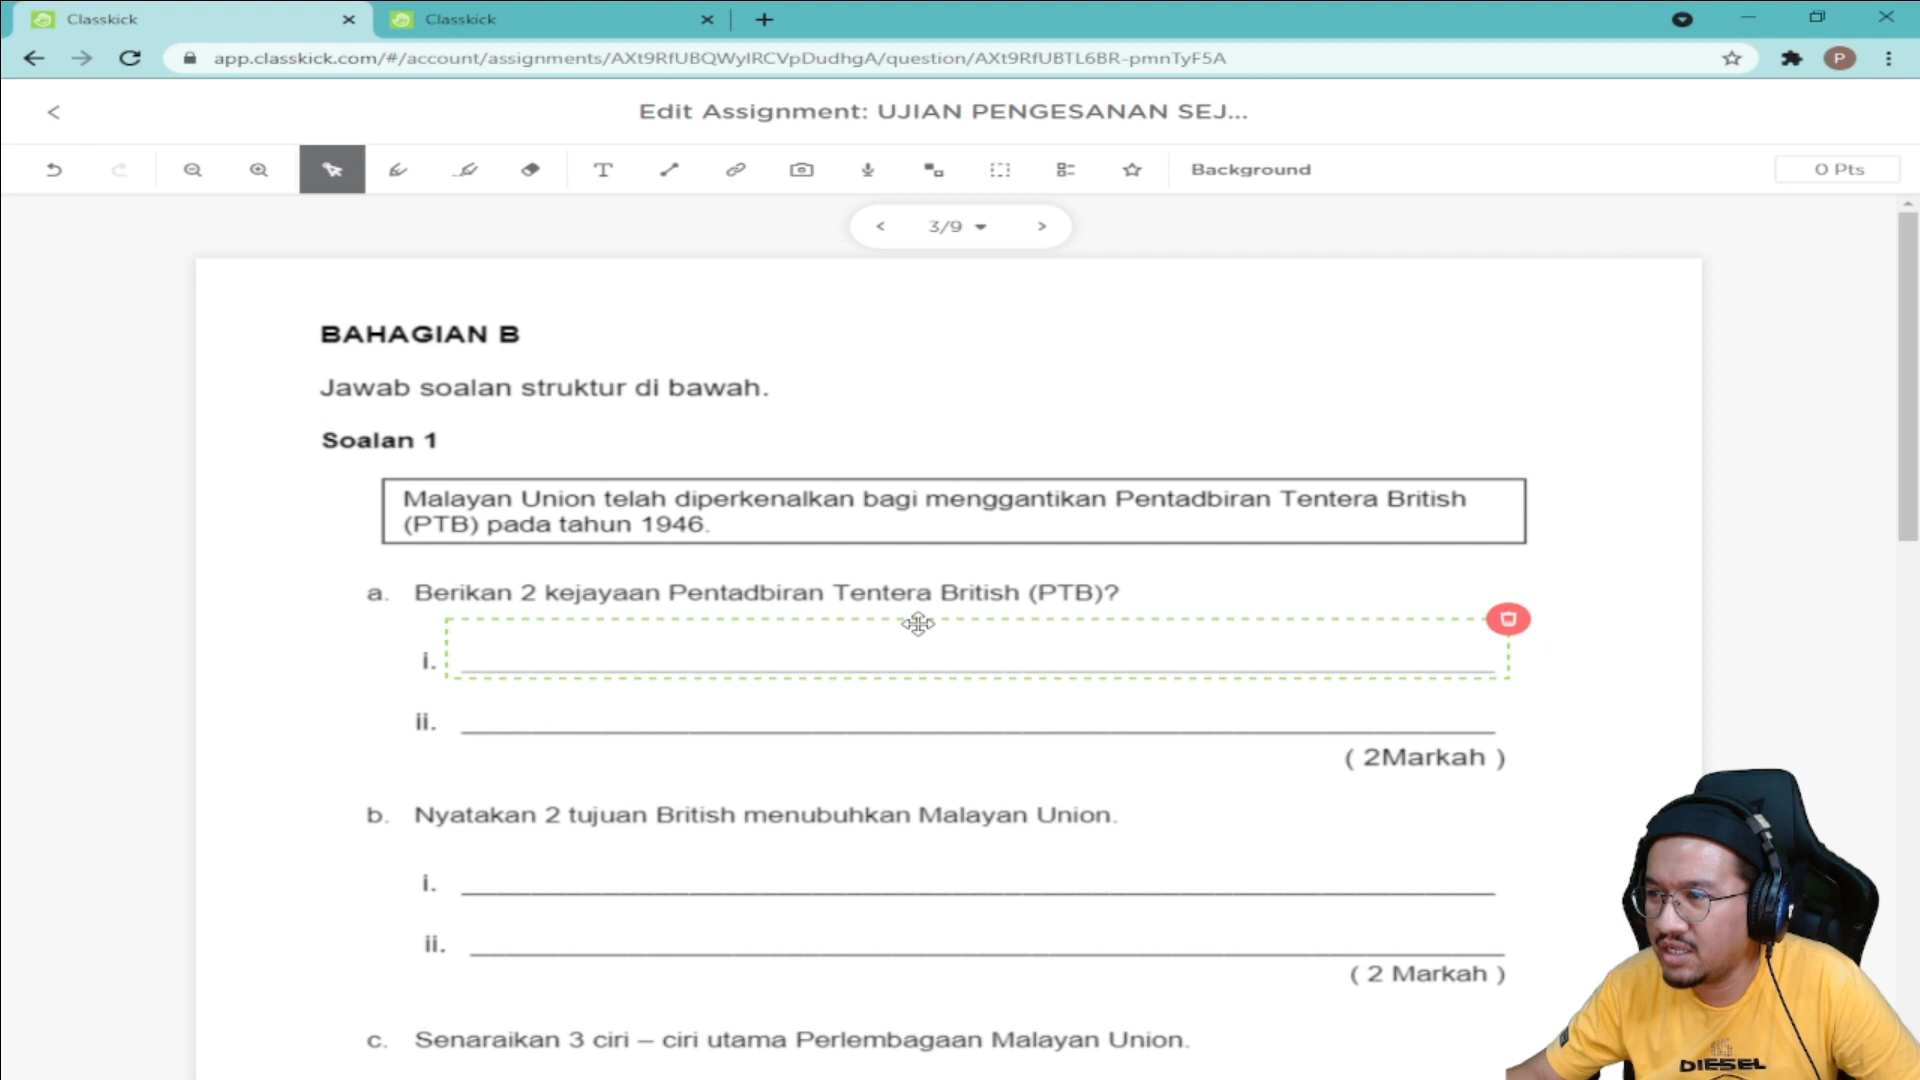 Classkick
Classkick
app.classkick.com/#/account/assignments/AXt9RfUBQWyIRCVpDudhgA/question/AXt9RfUBTL6BR-pmnTyF5A
P
Edit Assignment: UJIAN PENGESANAN SEJ...
T
Background
0 Pts
3/9
BAHAGIAN B
Jawab soalan struktur di bawah.
Soalan 1
Malayan Union telah diperkenalkan bagi menggantikan Pentadbiran Tentera British
(PTB) pada tahun 1946.
a. Berikan 2 kejayaan Pentadbiran Tentera British (PTB)?
i.
ii.
( 2Markah )
b. Nyatakan 2 tujuan British menubuhkan Malayan Union.
i.
ii.
( 2 Markah )
c. Senaraikan 3 ciri – ciri utama Perlembagaan Malayan Union.
DIESEL